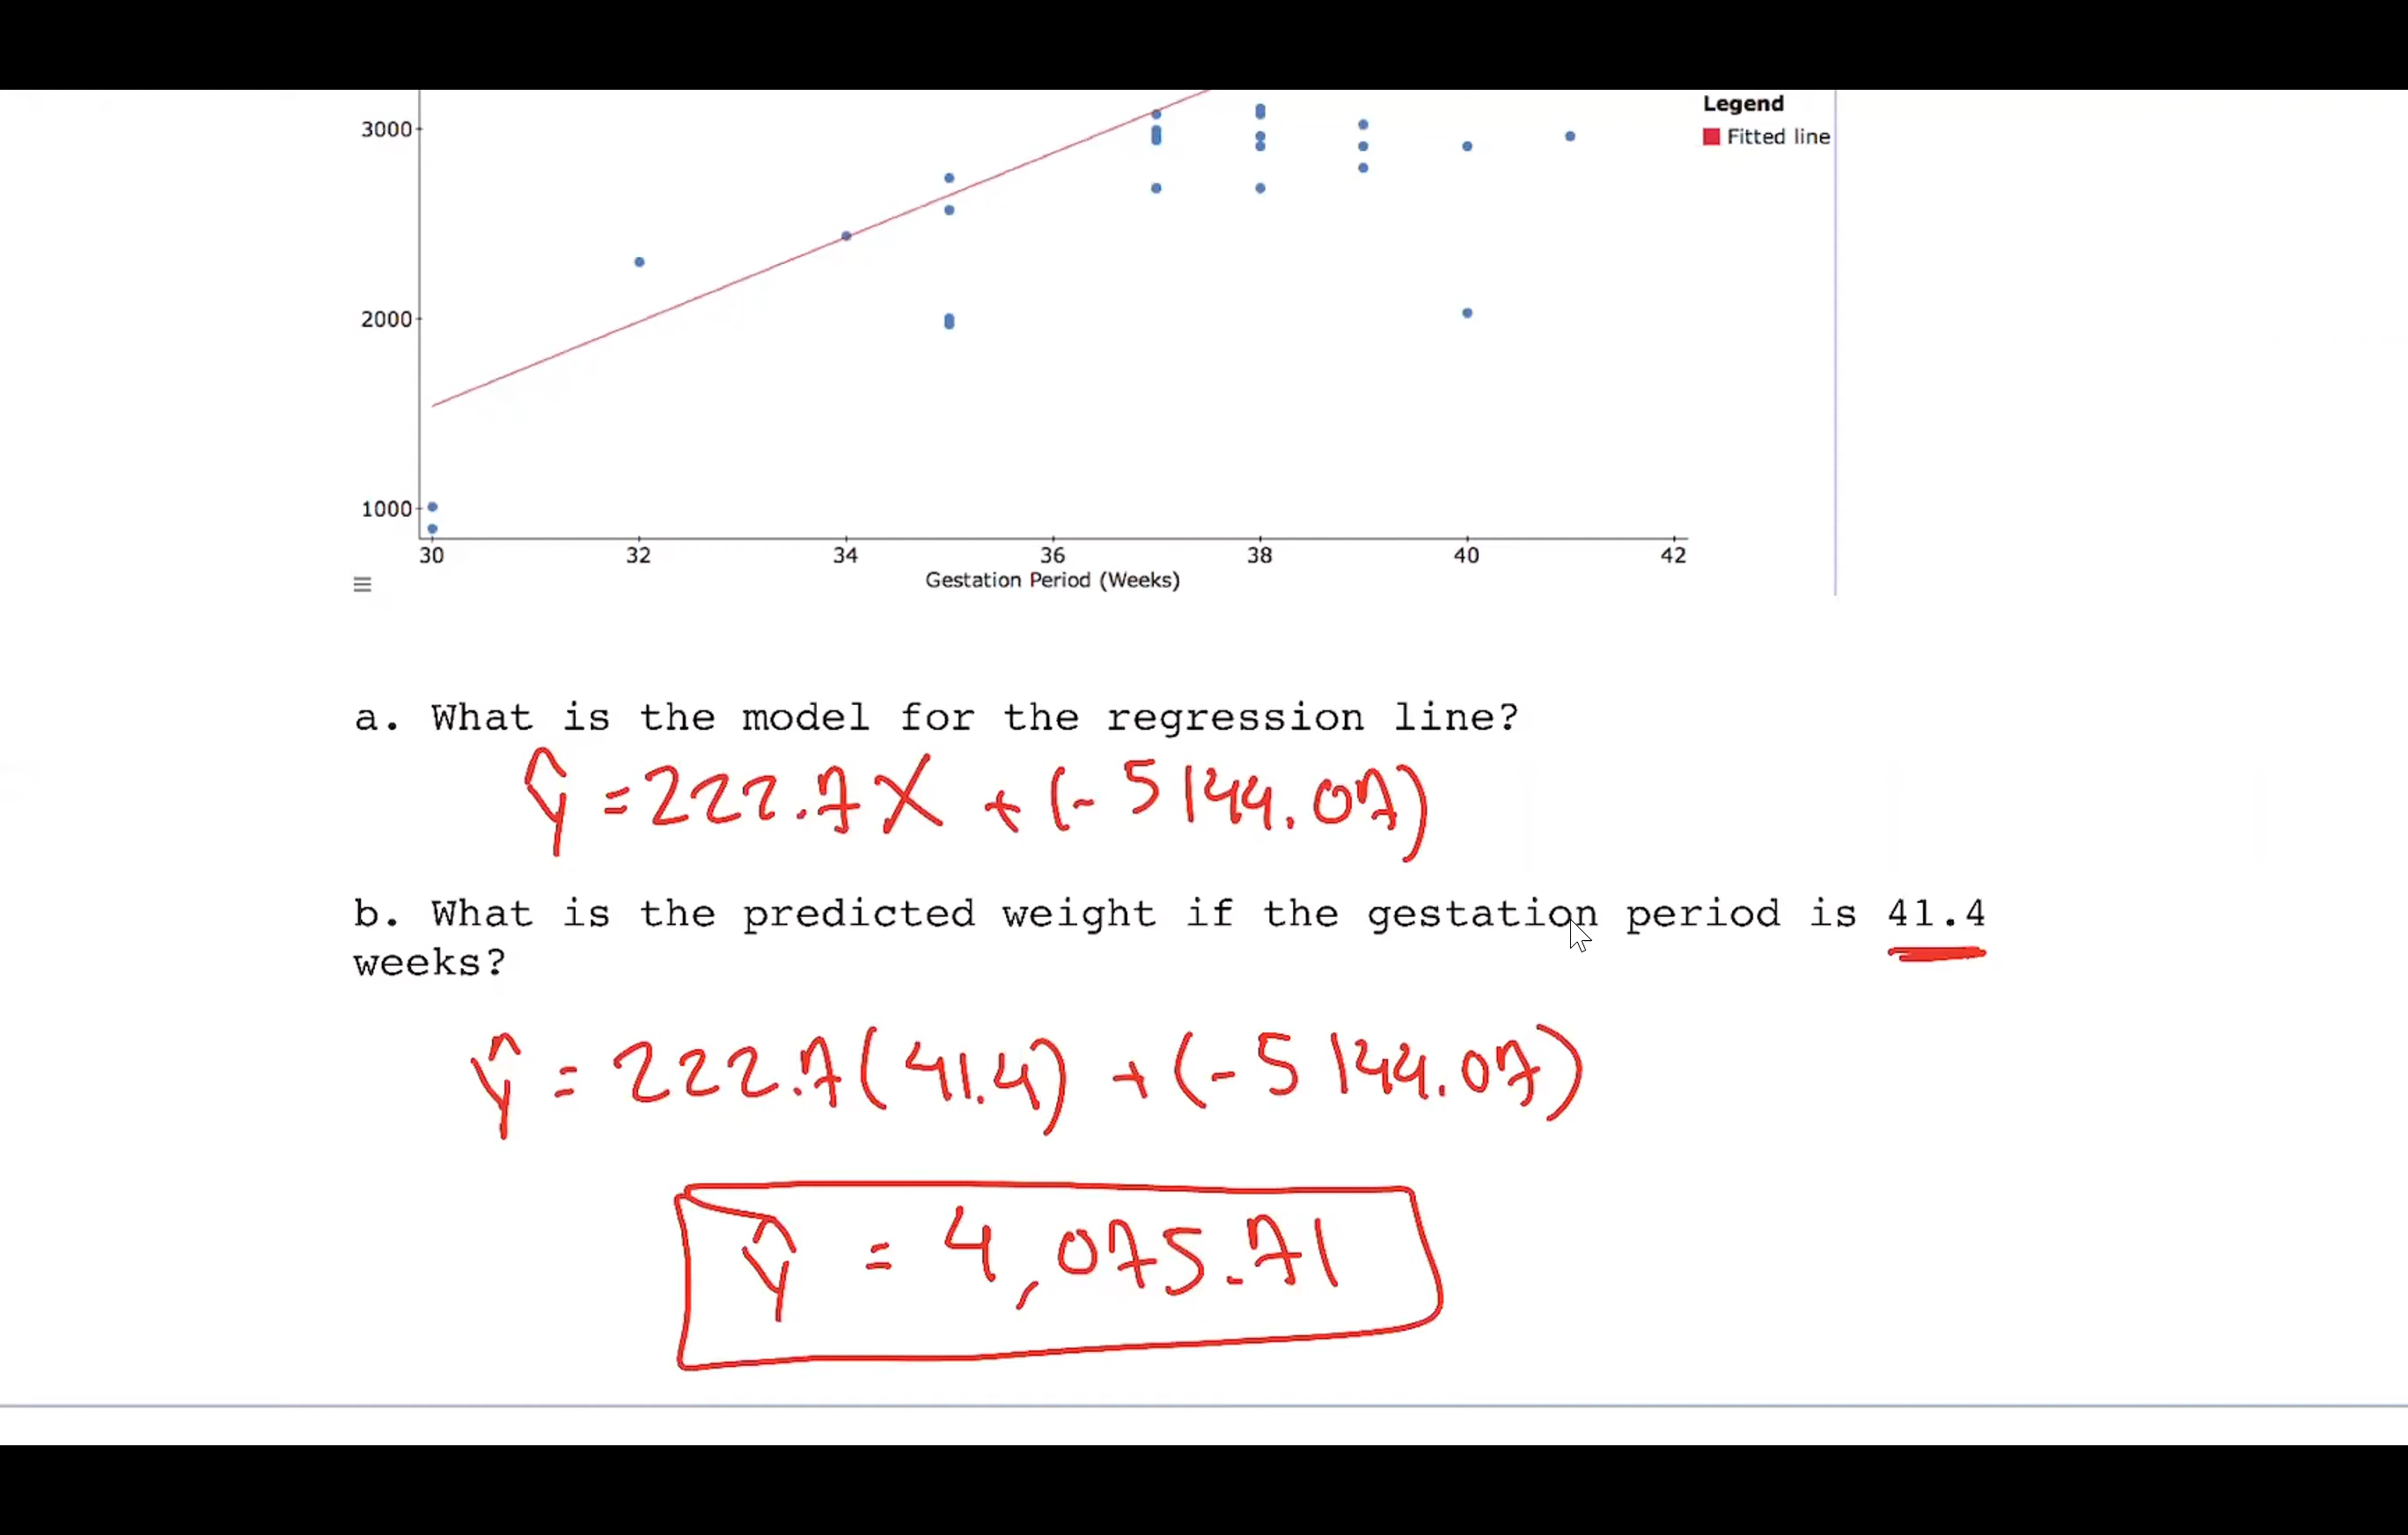 3000
Legend
Fitted line
2000
1000
30 32 34 36 38 40 42
Gestation Period (Weeks)
a. What is the model for the regression line?
ŷ = 222.7X + (-5144.07)
b. What is the predicted weight if the gestation period is 41.4
weeks?
ŷ = 222.7(41.4) + (-5144.07)
ŷ = 4,075.71